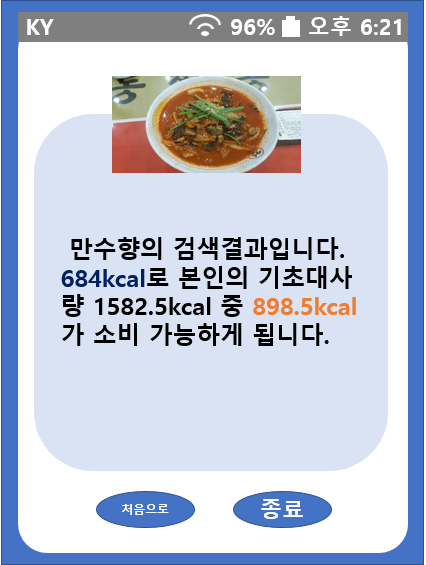 KY 96% 오후 6:21
만수향의 검색결과입니다.
684kcal로 본인의 기초대사
량 1582.5kcal 중 898.5kcal
가 소비 가능하게 됩니다.
처음으로 종료